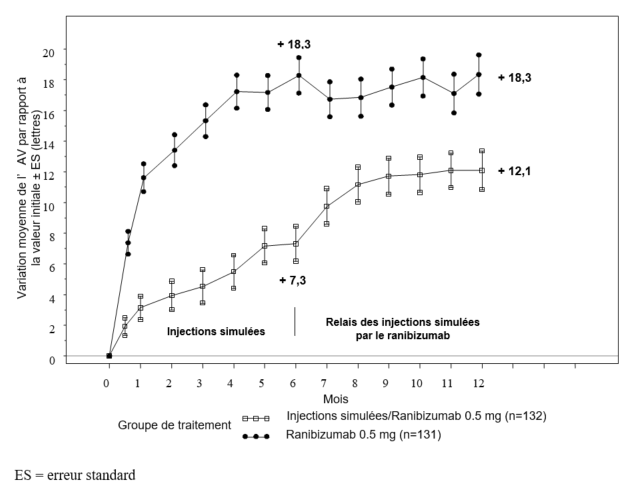 Variation moyenne de l' AV par rapport à
la valeur initiale ± ES (lettres)
20
18
16
14
12
10
8
6
4
2
0
+ 18,3
+ 18,3
+ 12,1
+ 7,3
Injections simulées
Relais des injections simulées
par le ranibizumab
0 1 2 3 4 5 6 7 8 9 10 11 12
Mois
Groupe de traitement
Injections simulées/Ranibizumab 0.5 mg (n=132)
Ranibizumab 0.5 mg (n=131)
ES = erreur standard